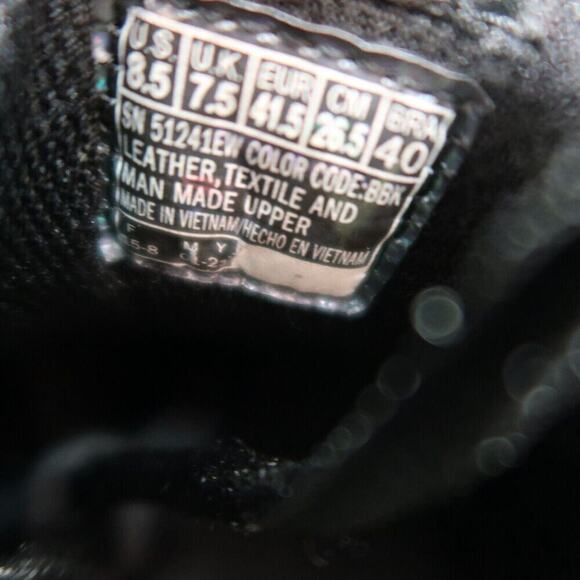 U.S. U.K. EUR CM BRA
8.5 7.5 41.5 26.5 40
SN 51241EW COLOR CODE:BBK
LEATHER, TEXTILE AND
MAN MADE UPPER
MADE IN VIETNAM/HECHO EN VIETNAM
F M Y